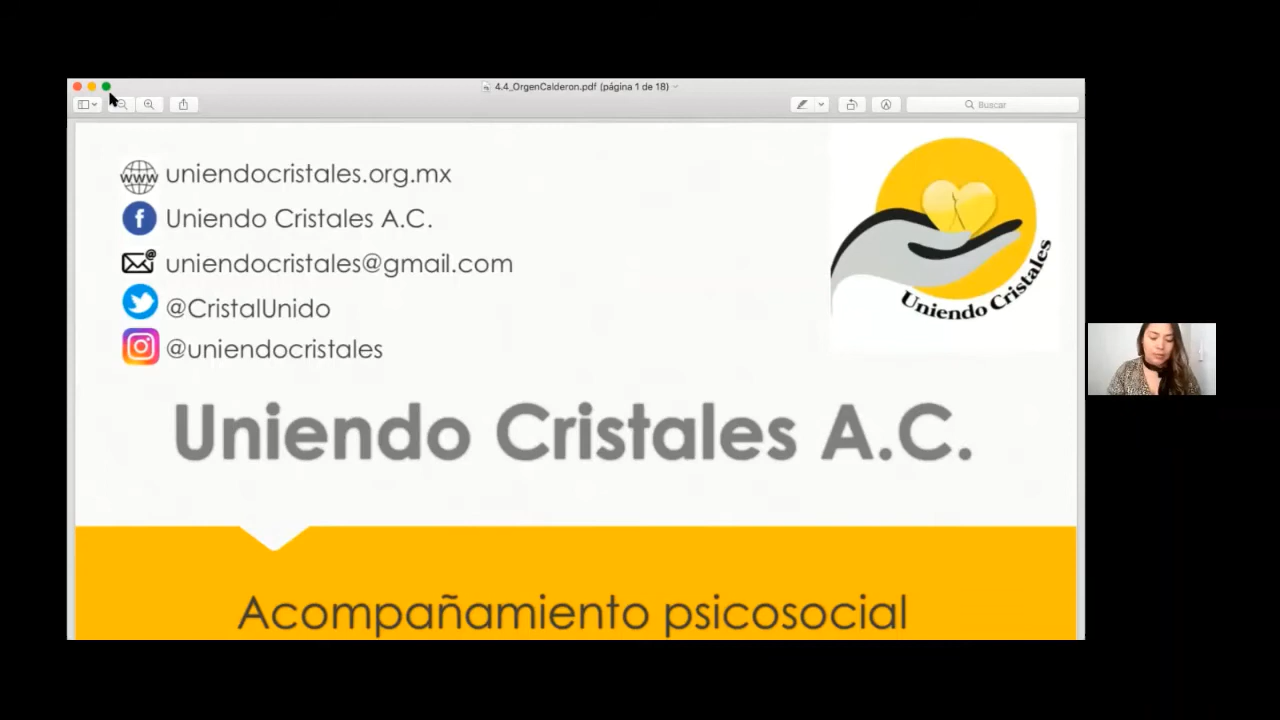 4.4_OrgenCalderon.pdf (página 1 de 18)
Buscar
www
uniendocristales.org.mx
f
Uniendo Cristales A.C.
@
uniendocristales@gmail.com
@CristalUnido
@uniendocristales
Uniendo Cristales
Uniendo Cristales A.C.
Acompañamiento psicosocial